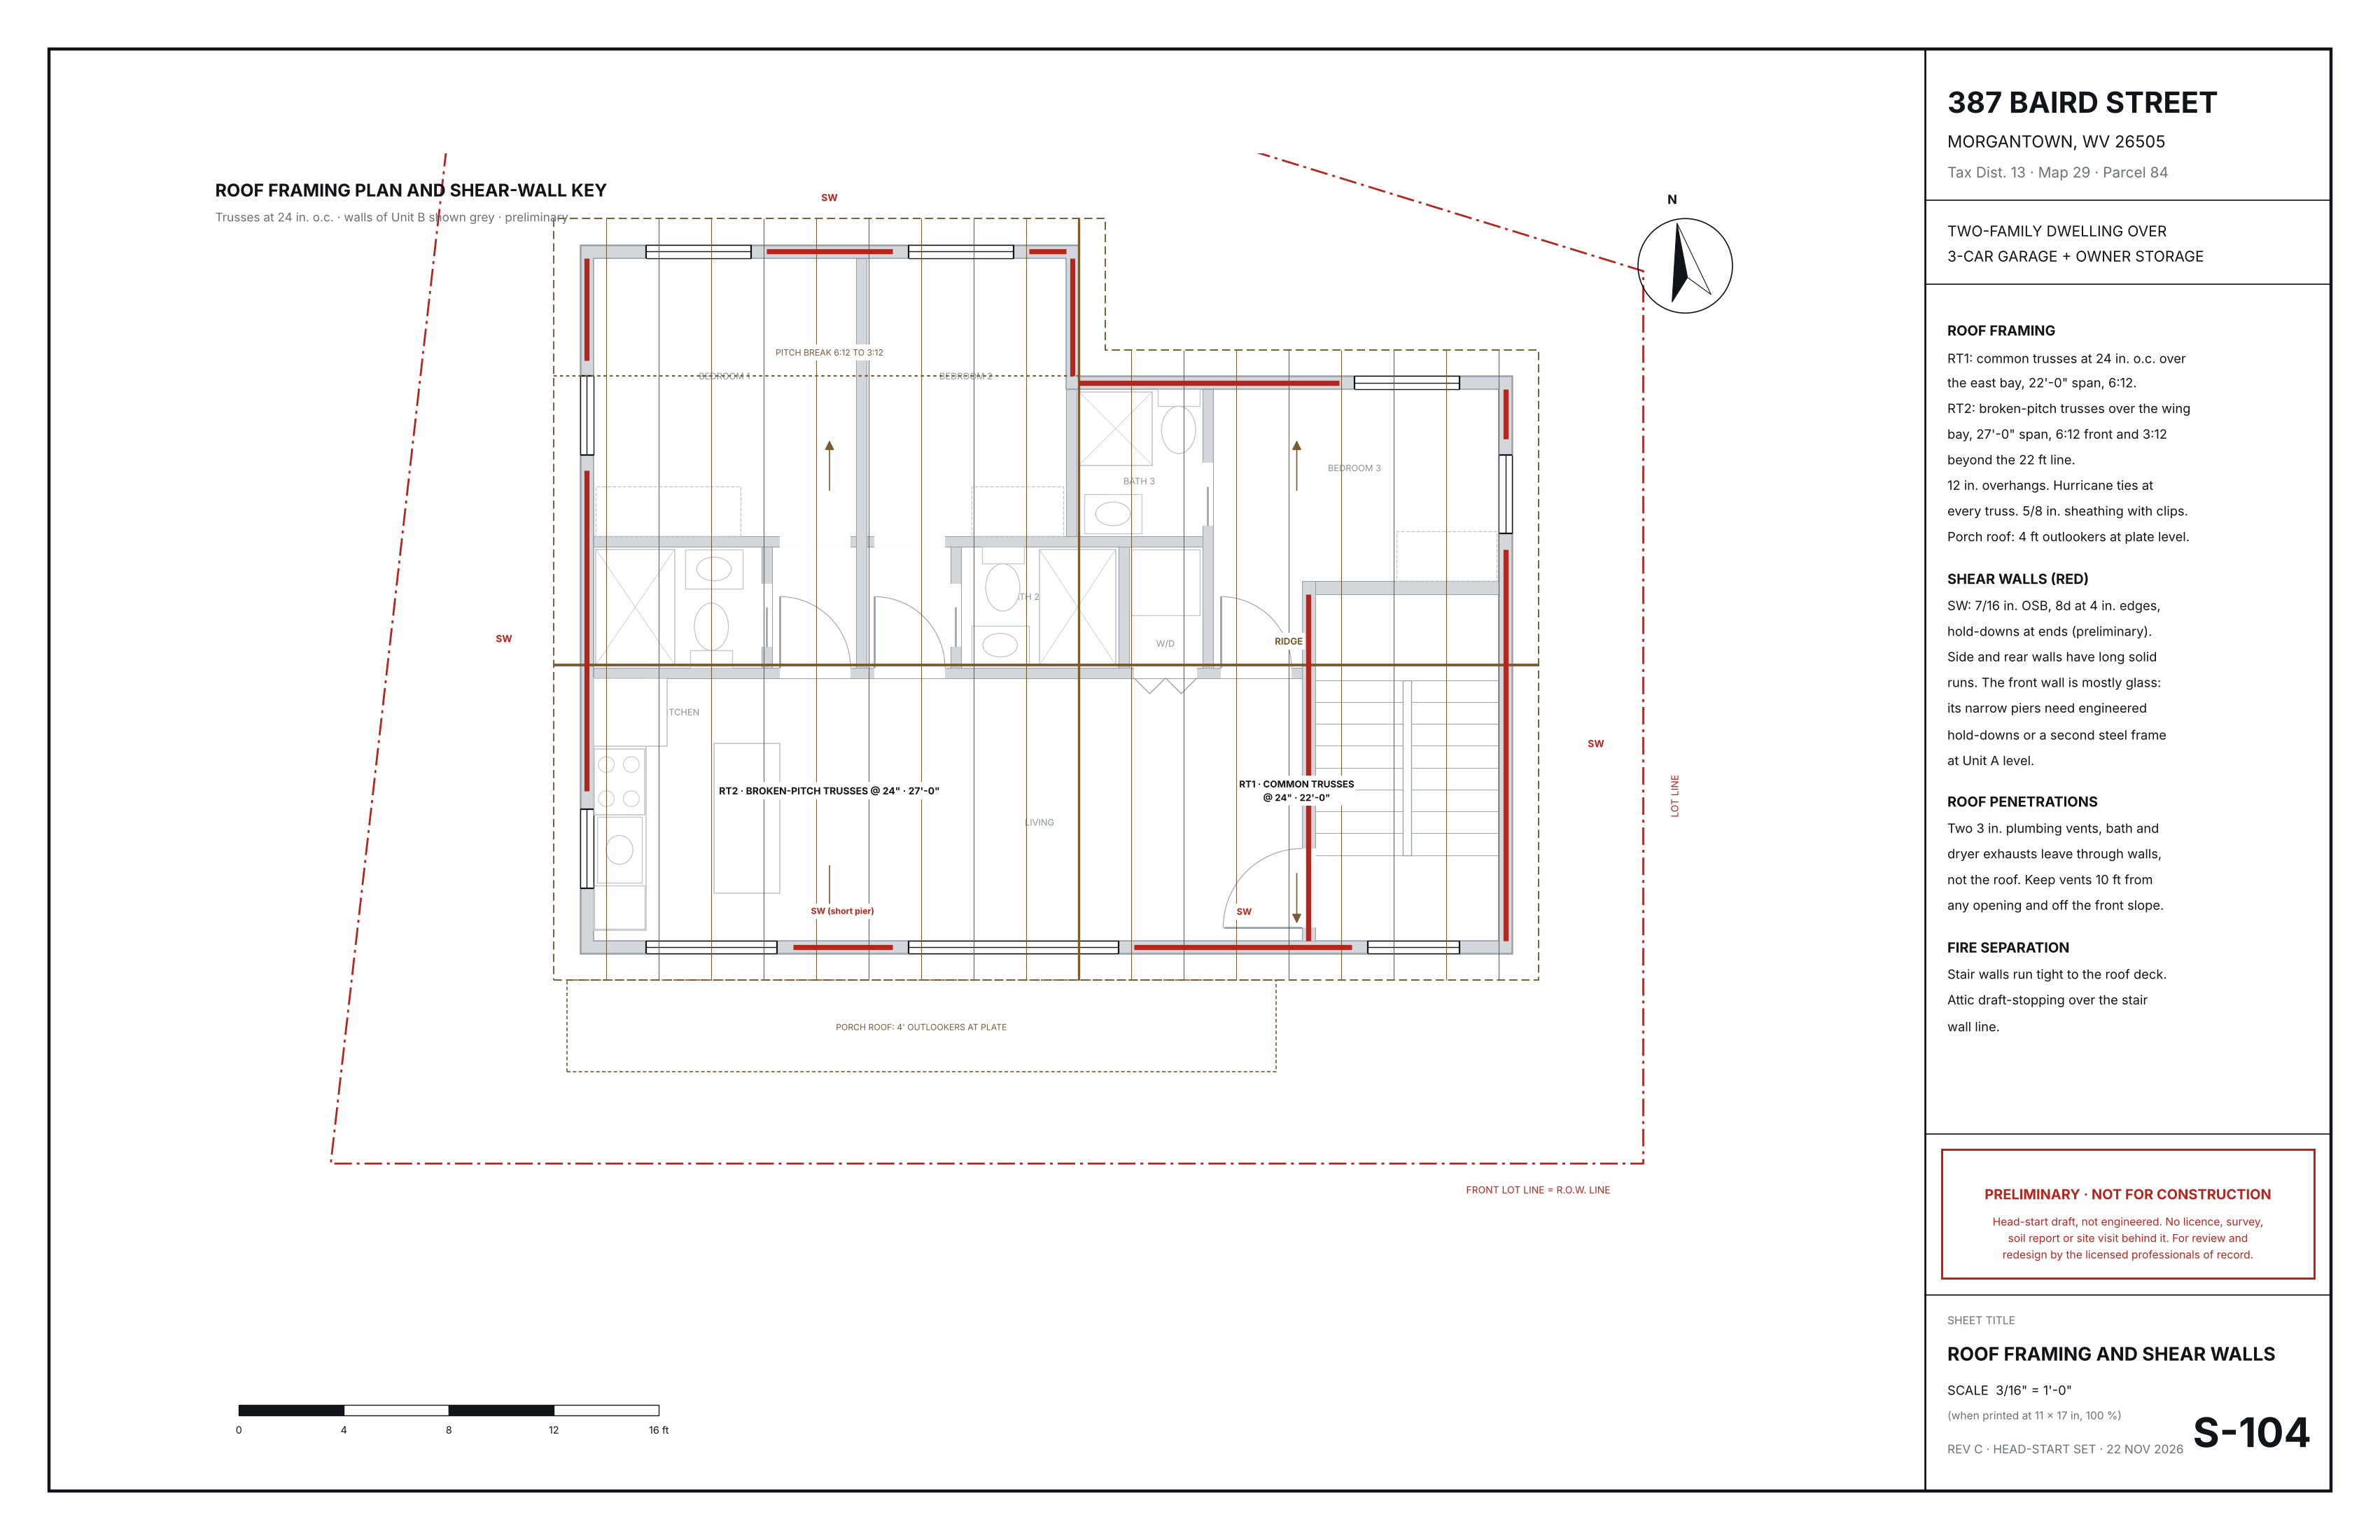 ROOF FRAMING PLAN AND SHEAR-WALL KEY
Trusses at 24 in. o.c. · walls of Unit B shown grey · preliminary
SW
N
PITCH BREAK 6:12 TO 3:12
BEDROOM 1
BEDROOM 2
BEDROOM 3
BATH 3
TH 2
SW
RIDGE
W/D
TCHEN
SW
RT2 · BROKEN-PITCH TRUSSES @ 24" · 27'-0"
RT1 · COMMON TRUSSES
@ 24" · 22'-0"
LOT LINE
LIVING
SW (short pier)
SW
PORCH ROOF: 4' OUTLOOKERS AT PLATE
FRONT LOT LINE = R.O.W. LINE
0 4 8 12 16 ft
387 BAIRD STREET
MORGANTOWN, WV 26505
Tax Dist. 13 · Map 29 · Parcel 84
TWO-FAMILY DWELLING OVER
3-CAR GARAGE + OWNER STORAGE
ROOF FRAMING
RT1: common trusses at 24 in. o.c. over
the east bay, 22'-0" span, 6:12.
RT2: broken-pitch trusses over the wing
bay, 27'-0" span, 6:12 front and 3:12
beyond the 22 ft line.
12 in. overhangs. Hurricane ties at
every truss. 5/8 in. sheathing with clips.
Porch roof: 4 ft outlookers at plate level.
SHEAR WALLS (RED)
SW: 7/16 in. OSB, 8d at 4 in. edges,
hold-downs at ends (preliminary).
Side and rear walls have long solid
runs. The front wall is mostly glass:
its narrow piers need engineered
hold-downs or a second steel frame
at Unit A level.
ROOF PENETRATIONS
Two 3 in. plumbing vents, bath and
dryer exhausts leave through walls,
not the roof. Keep vents 10 ft from
any opening and off the front slope.
FIRE SEPARATION
Stair walls run tight to the roof deck.
Attic draft-stopping over the stair
wall line.
PRELIMINARY · NOT FOR CONSTRUCTION
Head-start draft, not engineered. No licence, survey,
soil report or site visit behind it. For review and
redesign by the licensed professionals of record.
SHEET TITLE
ROOF FRAMING AND SHEAR WALLS
SCALE 3/16" = 1'-0"
(when printed at 11 × 17 in, 100 %)
REV C · HEAD-START SET · 22 NOV 2026
S-104